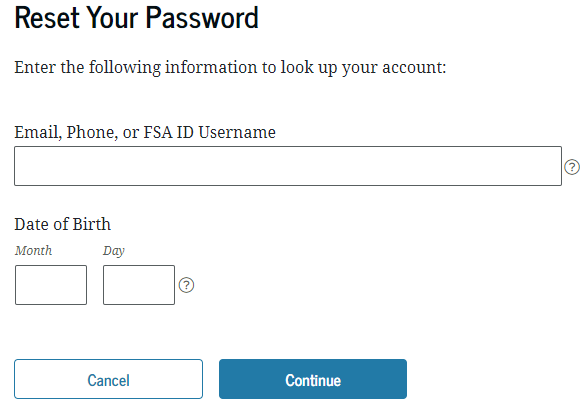 Reset Your Password
Enter the following information to look up your account:
Email, Phone, or FSA ID Username
?
Date of Birth
Month Day
?
Cancel Continue